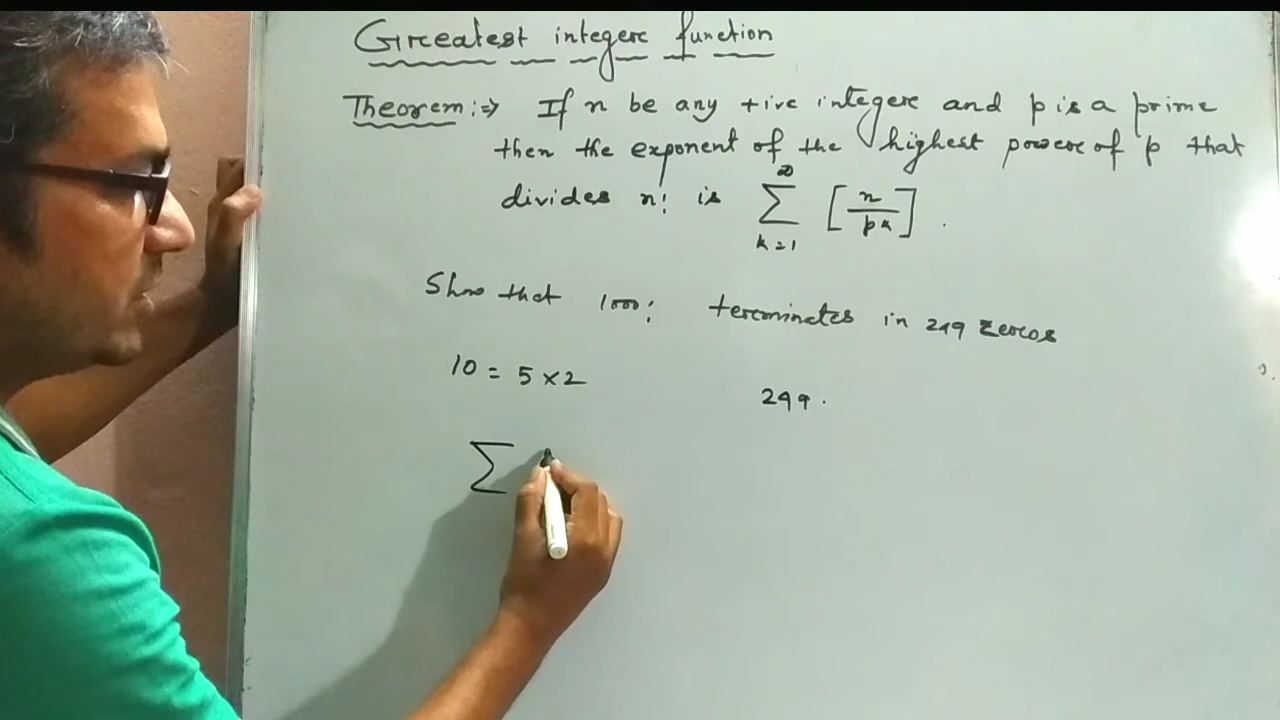 Greatest integer function
Theorem :⇒ If n be any +ive integer and p is a prime
then the exponent of the highest power of p that
divides n! is ∑_{k=1}^{∞} [n/p^k] .
Show that 1000! terminates in 249 zeros
10 = 5 × 2
249 .
∑